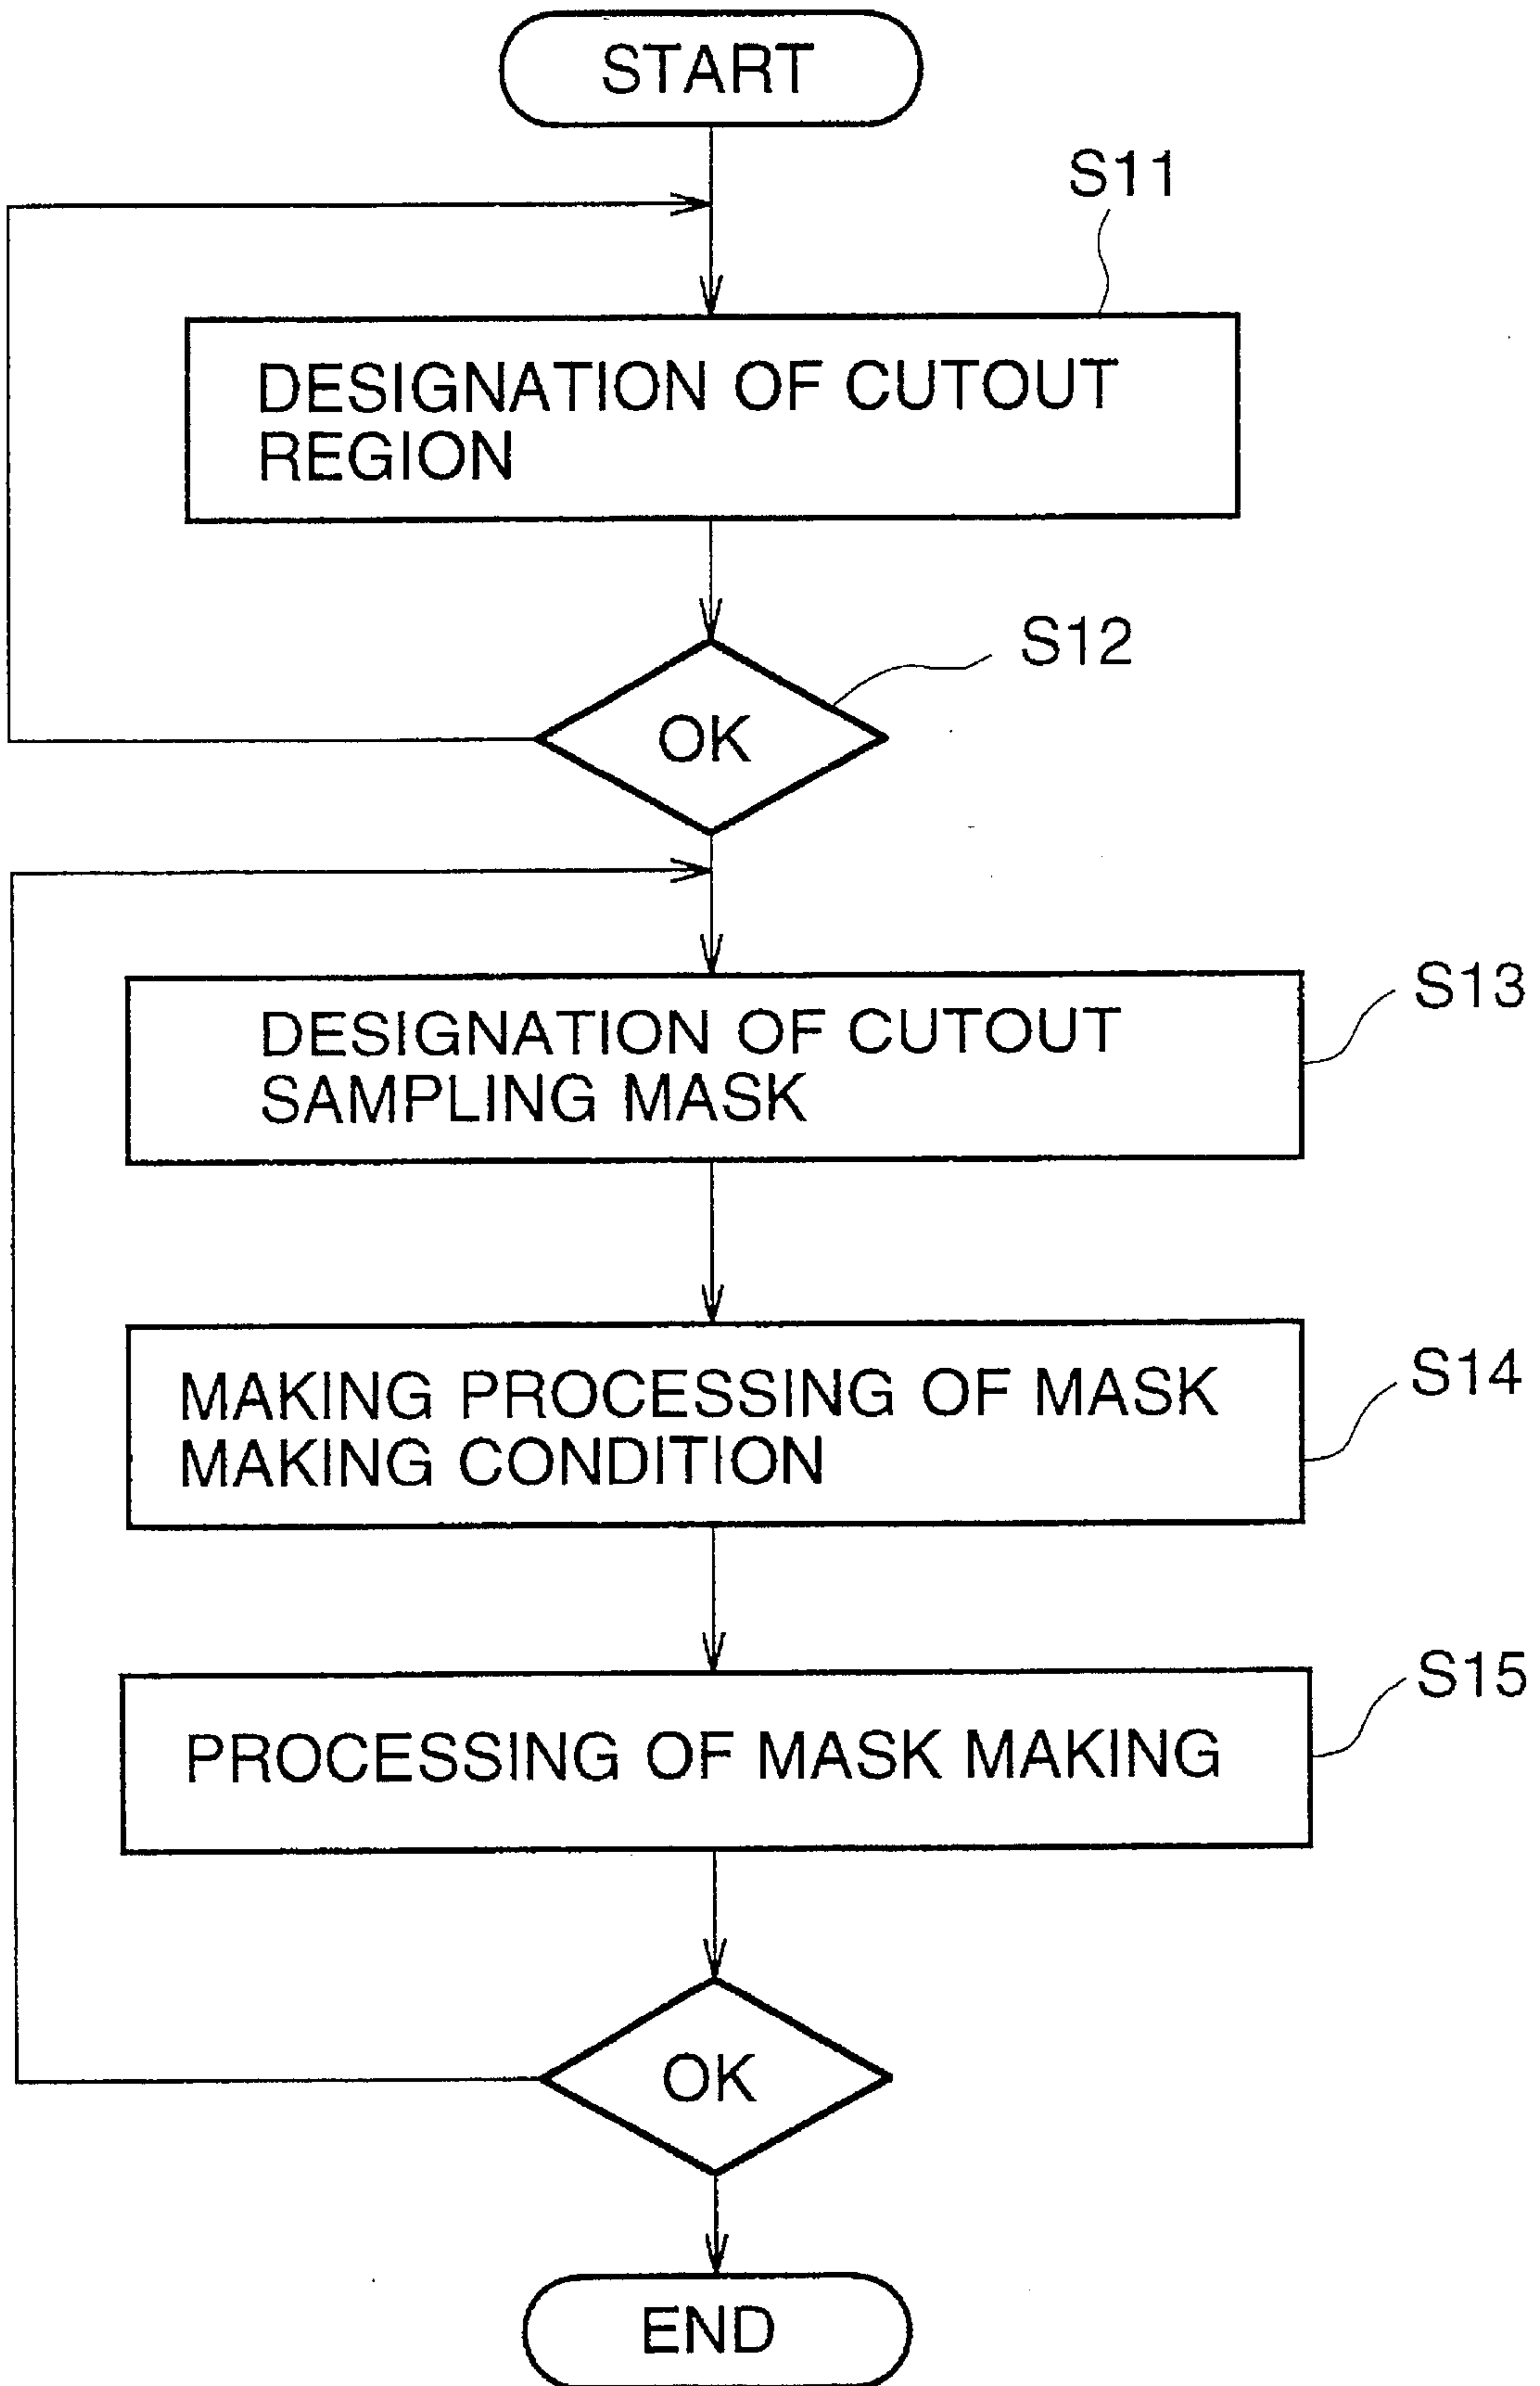 START
S11
DESIGNATION OF CUTOUT
REGION
S12
OK
S13
DESIGNATION OF CUTOUT
SAMPLING MASK
S14
MAKING PROCESSING OF MASK
MAKING CONDITION
S15
PROCESSING OF MASK MAKING
OK
END